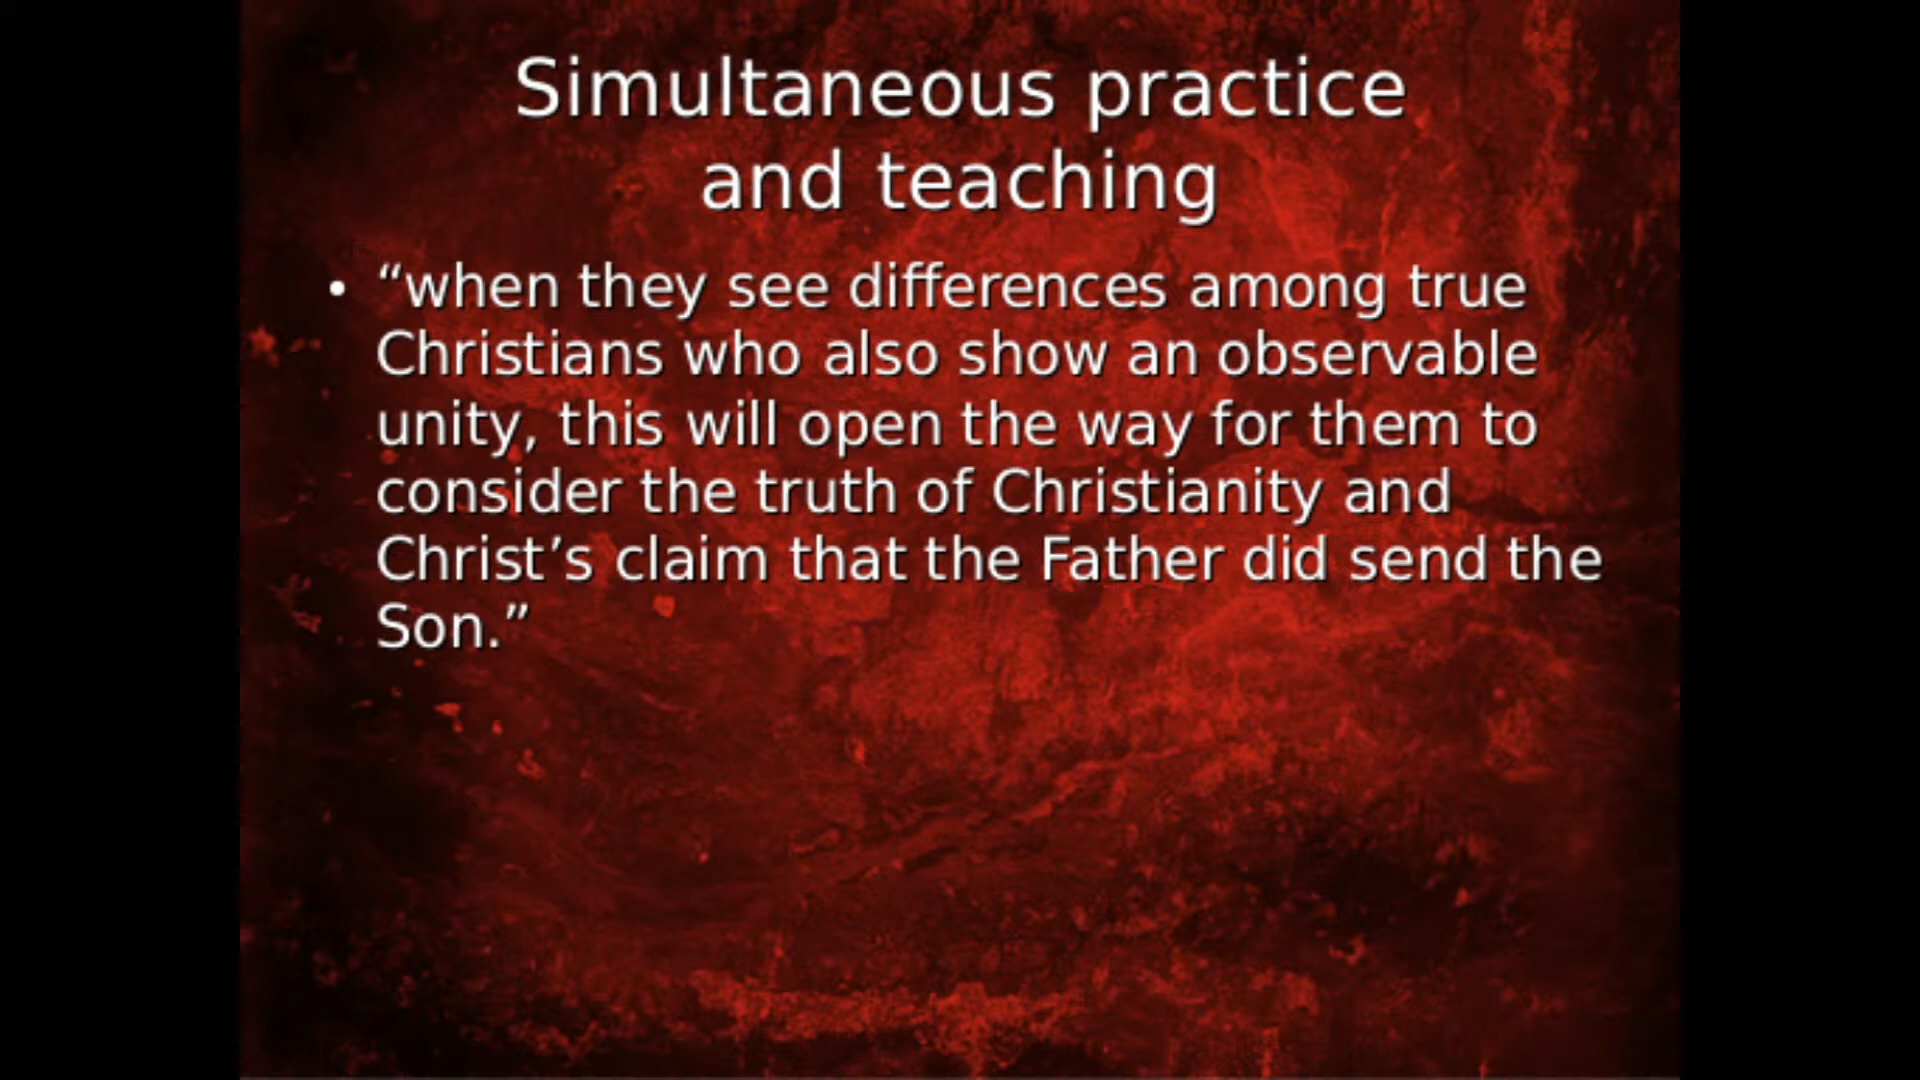 Simultaneous practice
and teaching
• “when they see differences among true
Christians who also show an observable
unity, this will open the way for them to
consider the truth of Christianity and
Christ’s claim that the Father did send the
Son.”